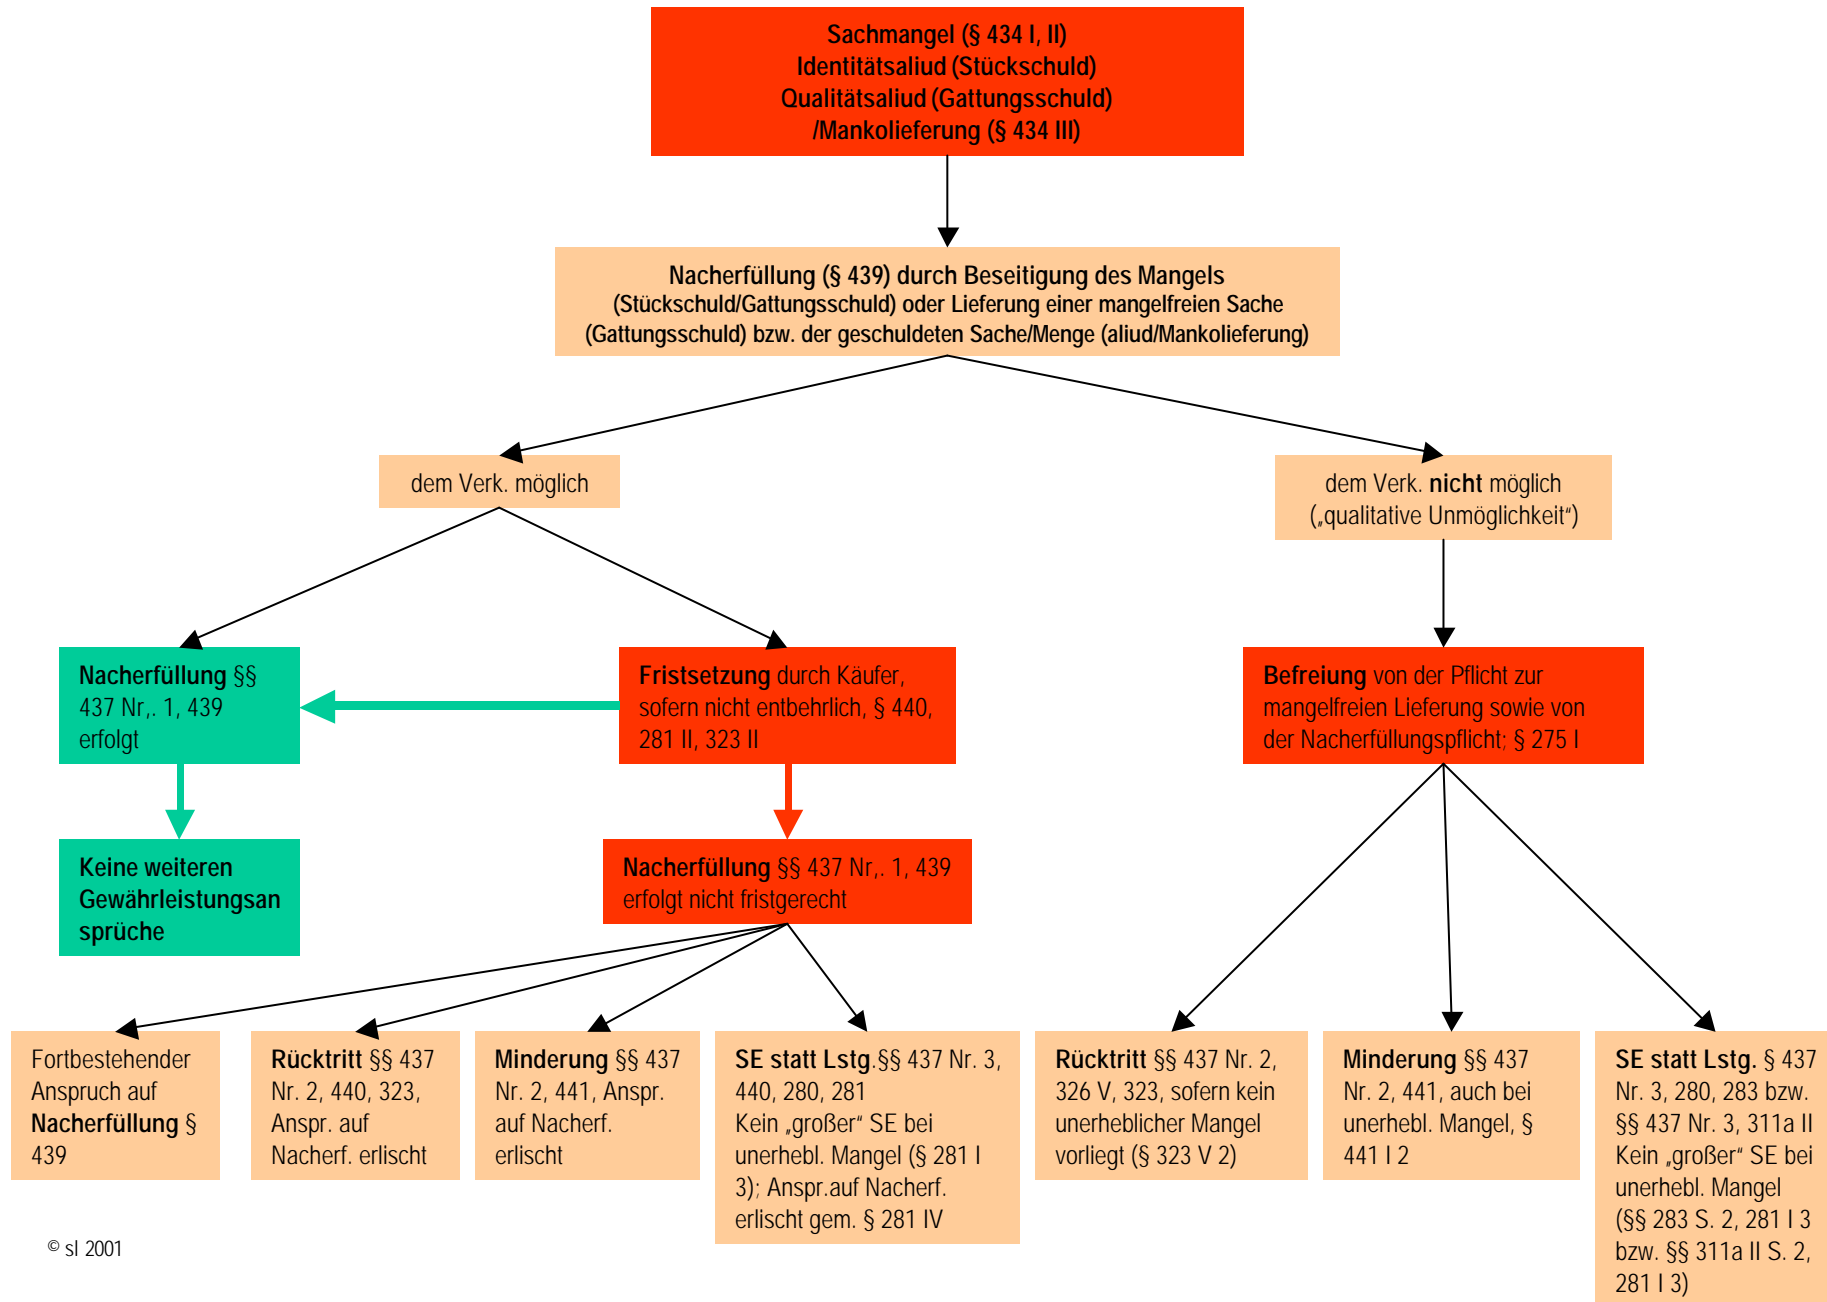 Sachmangel (§ 434 I, II)
Identitätsaliud (Stückschuld)
Qualitätsaliud (Gattungsschuld)
/Mankolieferung (§ 434 III)
Nacherfüllung (§ 439) durch Beseitigung des Mangels
(Stückschuld/Gattungsschuld) oder Lieferung einer mangelfreien Sache
(Gattungsschuld) bzw. der geschuldeten Sache/Menge (aliud/Mankolieferung)
dem Verk. möglich
dem Verk. nicht möglich
(„qualitative Unmöglichkeit“)
Nacherfüllung §§
437 Nr,. 1, 439
erfolgt
Fristsetzung durch Käufer,
sofern nicht entbehrlich, § 440,
281 II, 323 II
Befreiung von der Pflicht zur
mangelfreien Lieferung sowie von
der Nacherfüllungspflicht; § 275 I
Keine weiteren
Gewährleistungsan
sprüche
Nacherfüllung §§ 437 Nr,. 1, 439
erfolgt nicht fristgerecht
Fortbestehender
Anspruch auf
Nacherfüllung §
439
Rücktritt §§ 437
Nr. 2, 440, 323,
Anspr. auf
Nacherf. erlischt
Minderung §§ 437
Nr. 2, 441, Anspr.
auf Nacherf.
erlischt
SE statt Lstg.§§ 437 Nr. 3,
440, 280, 281
Kein „großer“ SE bei
unerhebl. Mangel (§ 281 I
3); Anspr.auf Nacherf.
erlischt gem. § 281 IV
Rücktritt §§ 437 Nr. 2,
326 V, 323, sofern kein
unerheblicher Mangel
vorliegt (§ 323 V 2)
Minderung §§ 437
Nr. 2, 441, auch bei
unerhebl. Mangel, §
441 I 2
SE statt Lstg. § 437
Nr. 3, 280, 283 bzw.
§§ 437 Nr. 3, 311a II
Kein „großer“ SE bei
unerhebl. Mangel
(§§ 283 S. 2, 281 I 3
bzw. §§ 311a II S. 2,
281 I 3)
© sl 2001